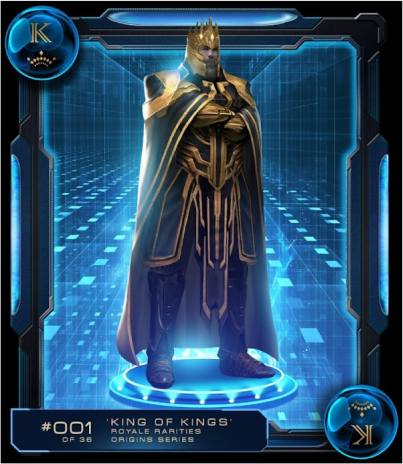 K
#001
OF 36
'KING OF KINGS'
ROYALE RARITIES
ORIGINS SERIES
K